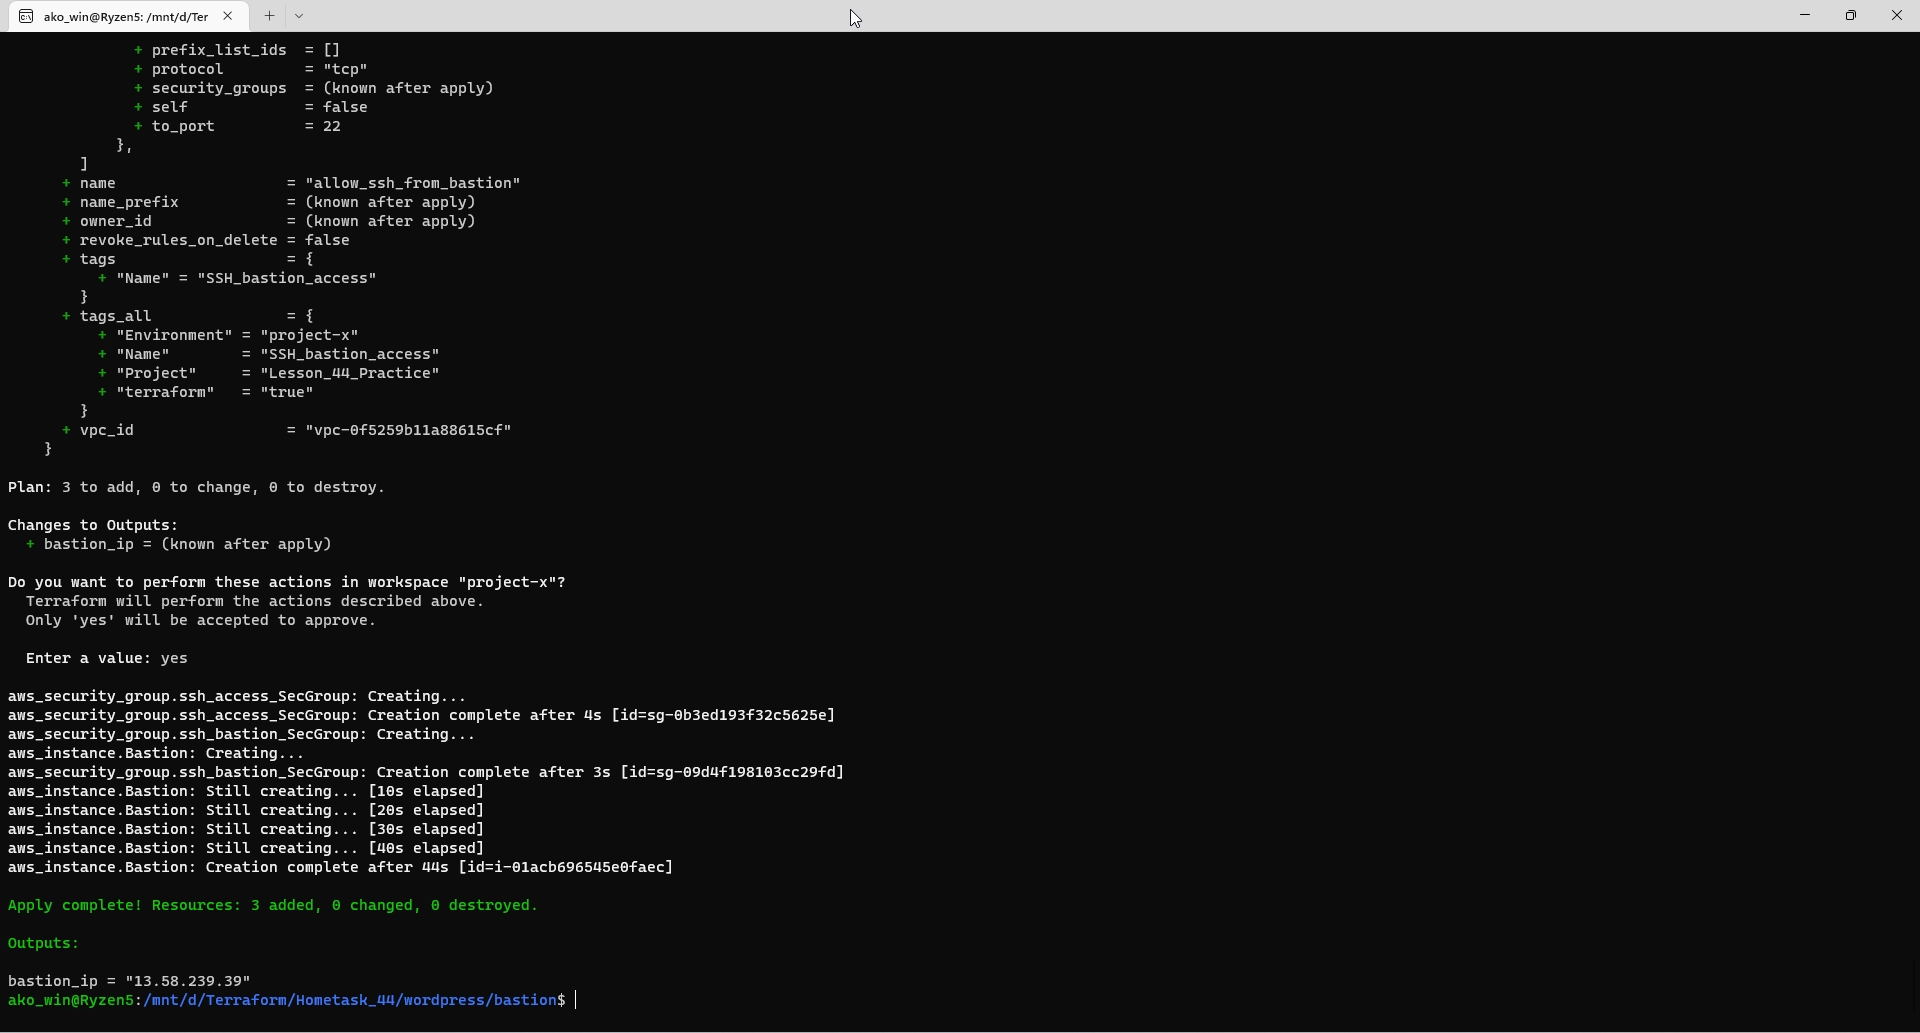 ako_win@Ryzen5: /mnt/d/Ter
+ prefix_list_ids  = []
+ protocol         = "tcp"
+ security_groups  = (known after apply)
+ self             = false
+ to_port          = 22
},
]
+ name                   = "allow_ssh_from_bastion"
+ name_prefix            = (known after apply)
+ owner_id               = (known after apply)
+ revoke_rules_on_delete = false
+ tags                   = {
+ "Name" = "SSH_bastion_access"
}
+ tags_all               = {
+ "Environment" = "project-x"
+ "Name"        = "SSH_bastion_access"
+ "Project"     = "Lesson_44_Practice"
+ "terraform"   = "true"
}
+ vpc_id                 = "vpc-0f5259b11a88615cf"
}
Plan: 3 to add, 0 to change, 0 to destroy.
Changes to Outputs:
+ bastion_ip = (known after apply)
Do you want to perform these actions in workspace "project-x"?
Terraform will perform the actions described above.
Only 'yes' will be accepted to approve.
Enter a value: yes
aws_security_group.ssh_access_SecGroup: Creating...
aws_security_group.ssh_access_SecGroup: Creation complete after 4s [id=sg-0b3ed193f32c5625e]
aws_security_group.ssh_bastion_SecGroup: Creating...
aws_instance.Bastion: Creating...
aws_security_group.ssh_bastion_SecGroup: Creation complete after 3s [id=sg-09d4f198103cc29fd]
aws_instance.Bastion: Still creating... [10s elapsed]
aws_instance.Bastion: Still creating... [20s elapsed]
aws_instance.Bastion: Still creating... [30s elapsed]
aws_instance.Bastion: Still creating... [40s elapsed]
aws_instance.Bastion: Creation complete after 44s [id=i-01acb696545e0faec]
Apply complete! Resources: 3 added, 0 changed, 0 destroyed.
Outputs:
bastion_ip = "13.58.239.39"
ako_win@Ryzen5:/mnt/d/Terraform/Hometask_44/wordpress/bastion$